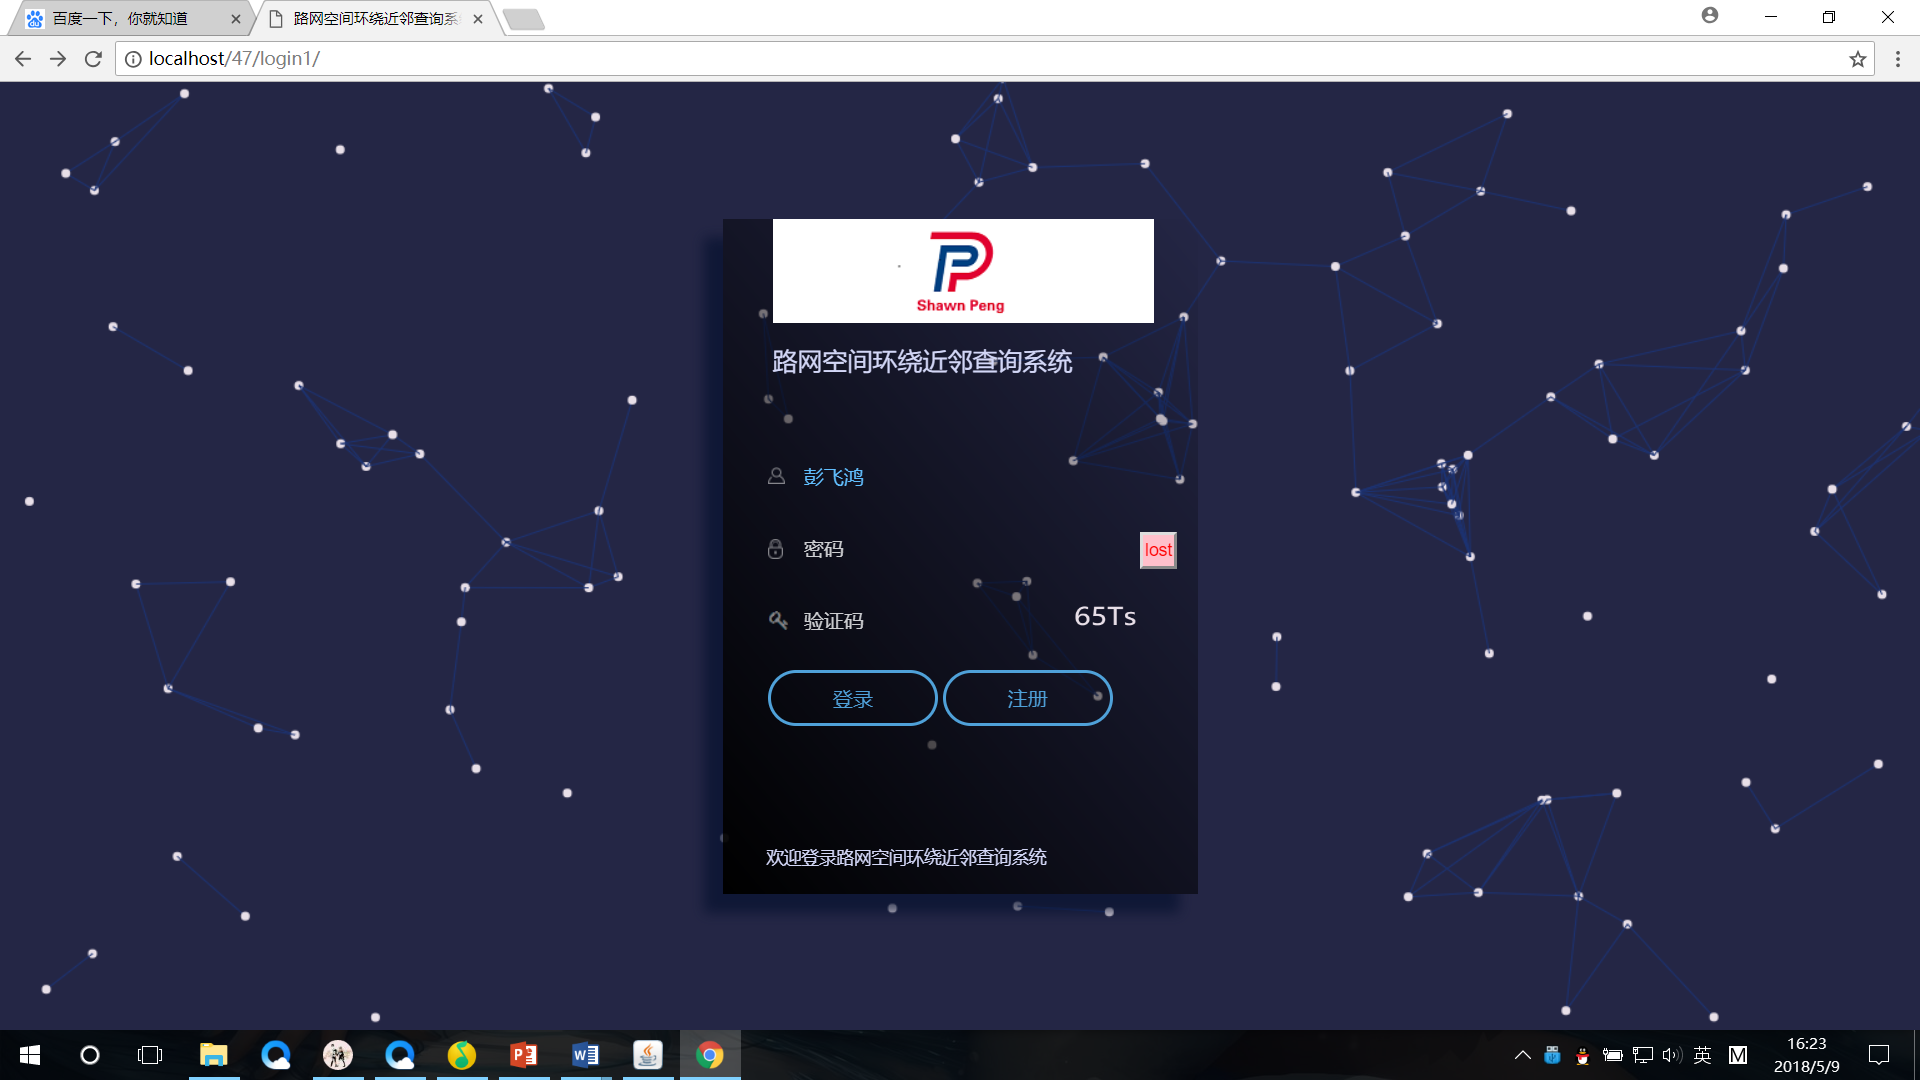 百度一下，你就知道
路网空间环绕近邻查询系
localhost/47/login1/
Shawn Peng
路网空间环绕近邻查询系统
彭飞鸿
密码
lost
验证码
65Ts
登录
注册
欢迎登录路网空间环绕近邻查询系统
英
M
16:23
2018/5/9